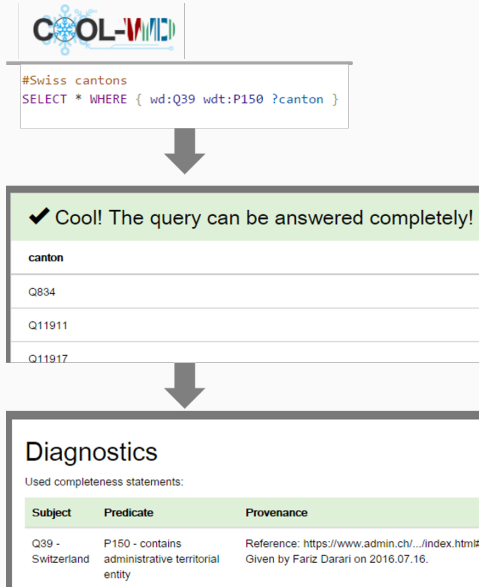 COOL-WD
#Swiss cantons
SELECT * WHERE { wd:Q39 wdt:P150 ?canton }
✔ Cool! The query can be answered completely!
canton
Q834
Q11911
Q11917
Diagnostics
Used completeness statements:
Subject Predicate Provenance
Q39 - P150 - contains Reference: https://www.admin.ch/.../index.html#
Switzerland administrative territorial Given by Fariz Darari on 2016.07.16.
entity